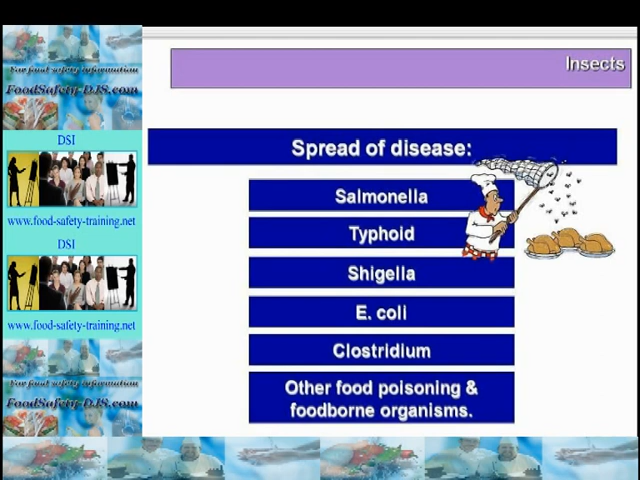 Insects
For food safety information
FoodSafety-DJS.com
DSI
www.food-safety-training.net
DSI
www.food-safety-training.net
For food safety information
FoodSafety-DJS.com
Spread of disease:
Salmonella
Typhoid
Shigella
E. coli
Clostridium
Other food poisoning &
foodborne organisms.